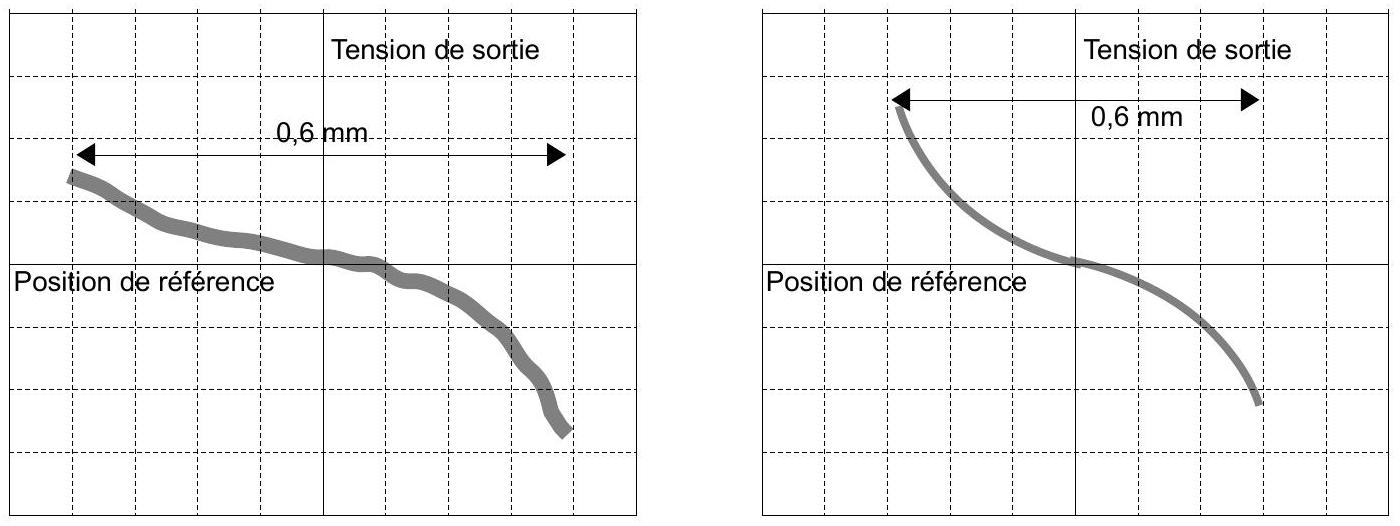 Tension de sortie
0,6 mm
Position de référence
Tension de sortie
0,6 mm
Position de référence